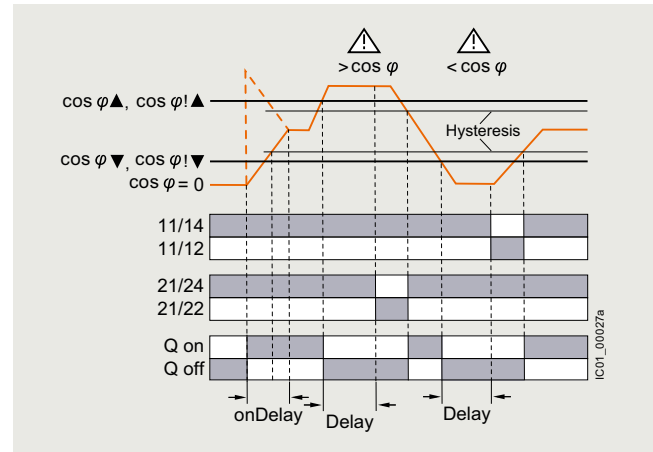 > cos φ
< cos φ
cos φ▲, cos φ!▲
Hysteresis
cos φ▼, cos φ!▼
cos φ = 0
11/14
11/12
21/24
21/22
Q on
Q off
onDelay
Delay
Delay
IC01_00027a